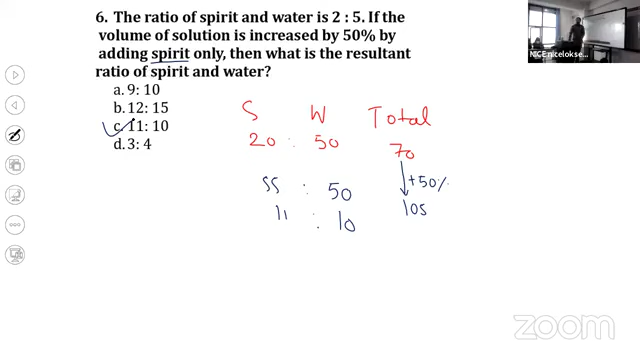 6. The ratio of spirit and water is 2 : 5. If the
volume of solution is increased by 50% by
adding spirit only, then what is the resultant
ratio of spirit and water?
a. 9: 10
b. 12: 15
c. 11: 10
d. 3: 4
S W Total
20 : 50 70
+50%
55 : 50 105
11 : 10
NICE nicelokse...
zoom